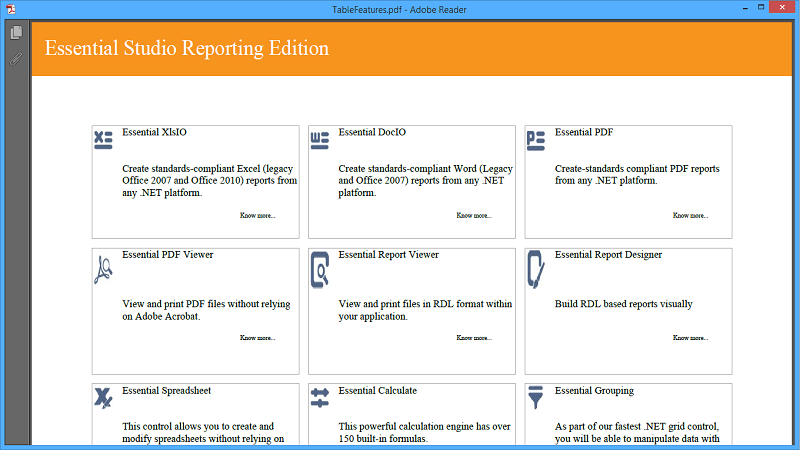 TableFeatures.pdf - Adobe Reader
Essential Studio Reporting Edition
Essential XlsIO
Create standards-compliant Excel (legacy
Office 2007 and Office 2010) reports from
any .NET platform.
Know more...
Essential DocIO
Create standards-compliant Word (Legacy
and Office 2007) reports from any .NET
platform.
Know more...
Essential PDF
Create-standards compliant PDF reports
from any .NET platform.
Know more...
Essential PDF Viewer
View and print PDF files without relying
on Adobe Acrobat.
Know more...
Essential Report Viewer
View and print files in RDL format within
your application.
Know more...
Essential Report Designer
Build RDL based reports visually
Know more...
Essential Spreadsheet
This control allows you to create and
modify spreadsheets without relying on
Essential Calculate
This powerful calculation engine has over
150 built-in formulas.
Essential Grouping
As part of our fastest .NET grid control,
you will be able to manipulate data with